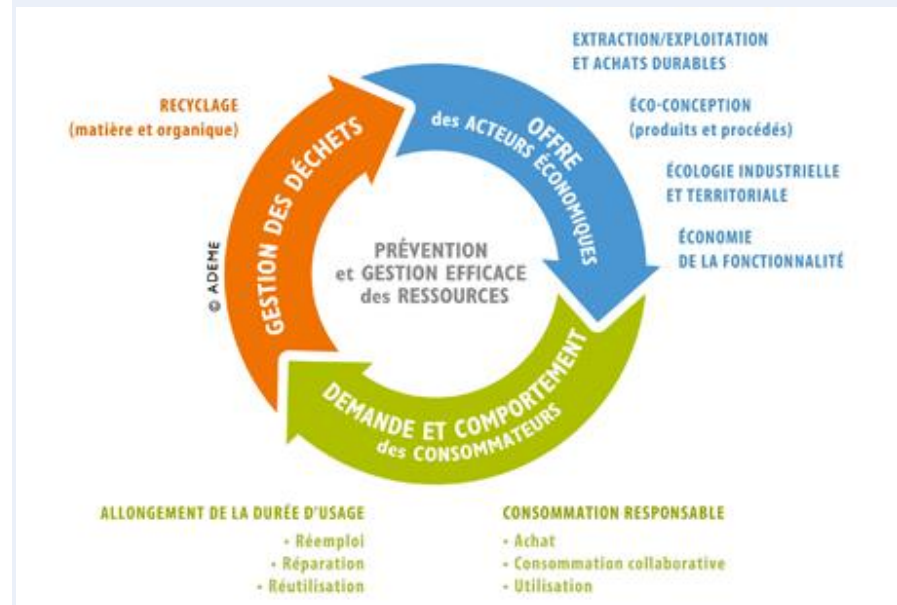 EXTRACTION/EXPLOITATION
ET ACHATS DURABLES
ÉCO-CONCEPTION
(produits et procédés)
ÉCOLOGIE INDUSTRIELLE
ET TERRITORIALE
ÉCONOMIE
DE LA FONCTIONNALITÉ
RECYCLAGE
(matière et organique)
OFFRE
des ACTEURS ÉCONOMIQUES
GESTION DES DÉCHETS
© ADEME
PRÉVENTION
et GESTION EFFICACE
des RESSOURCES
DEMANDE ET COMPORTEMENT
des CONSOMMATEURS
ALLONGEMENT DE LA DURÉE D'USAGE
• Réemploi
• Réparation
• Réutilisation
CONSOMMATION RESPONSABLE
• Achat
• Consommation collaborative
• Utilisation